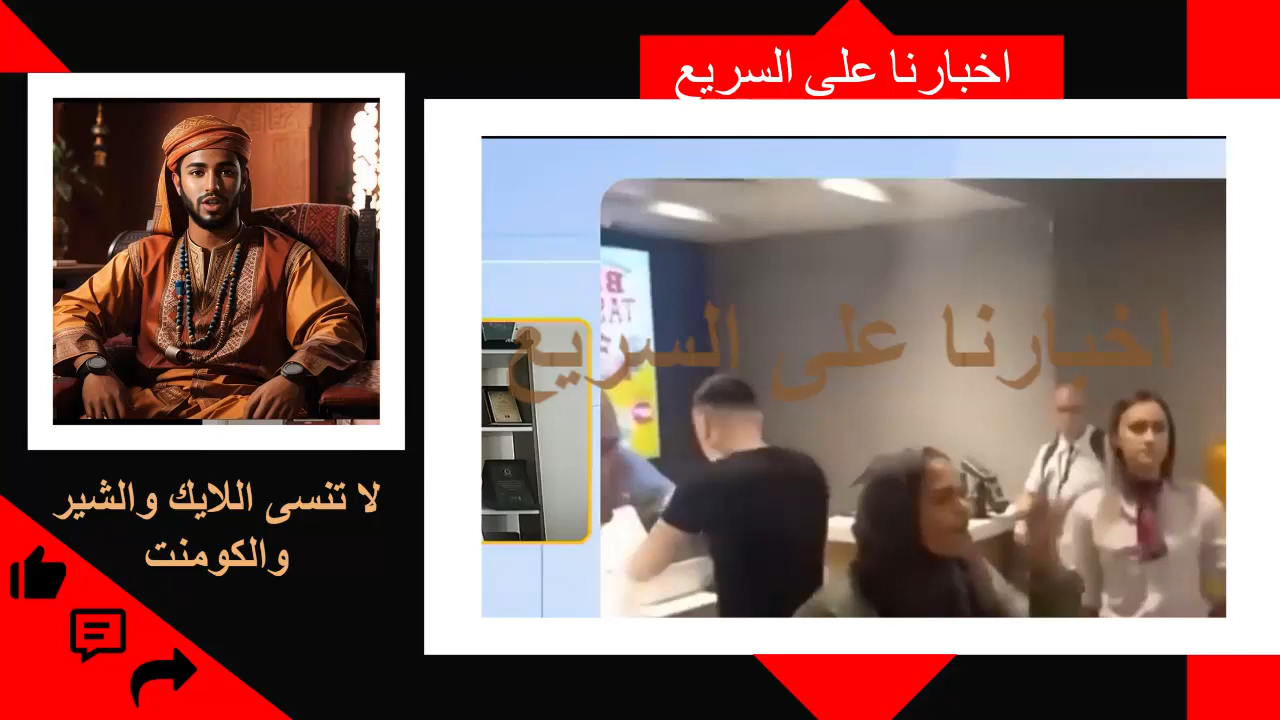 اخبارنا على السريع
اخبارنا على السريع
لا تنسى اللايك والشير
والكومنت